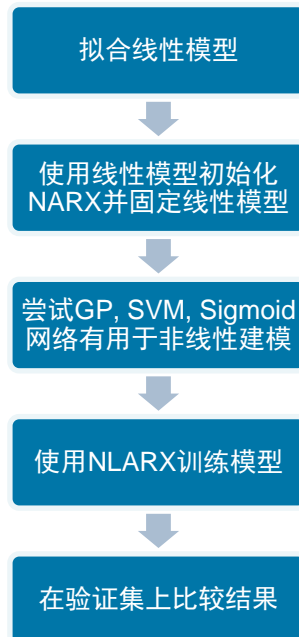 拟合线性模型
使用线性模型初始化
NARX并固定线性模型
尝试GP, SVM, Sigmoid
网络有用于非线性建模
使用NLARX训练模型
在验证集上比较结果